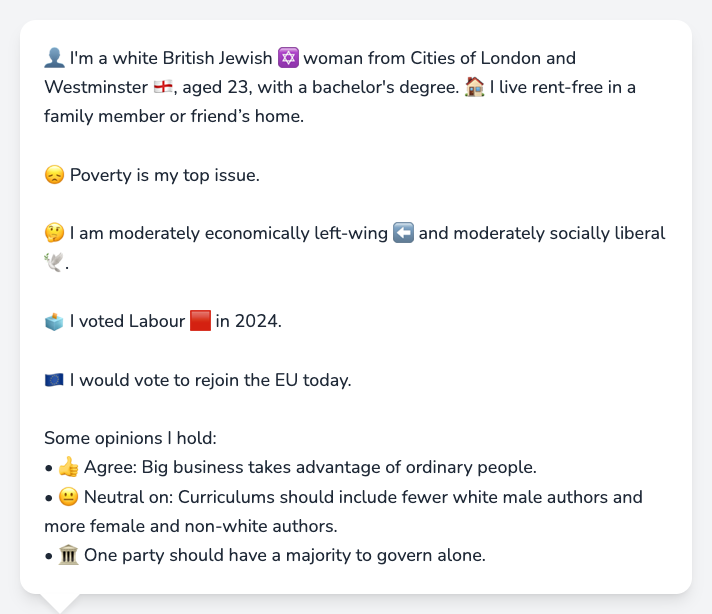 👤 I'm a white British Jewish ✡️ woman from Cities of London and
Westminster 🏴󠁧󠁢󠁥󠁮󠁧󠁿, aged 23, with a bachelor's degree. 🏠 I live rent-free in a
family member or friend’s home.
😞 Poverty is my top issue.
🤔 I am moderately economically left-wing ⬅️ and moderately socially liberal
🕊️.
🗳️ I voted Labour 🟥 in 2024.
🇪🇺 I would vote to rejoin the EU today.
Some opinions I hold:
• 👍 Agree: Big business takes advantage of ordinary people.
• 😐 Neutral on: Curriculums should include fewer white male authors and
more female and non-white authors.
• 🏛️ One party should have a majority to govern alone.